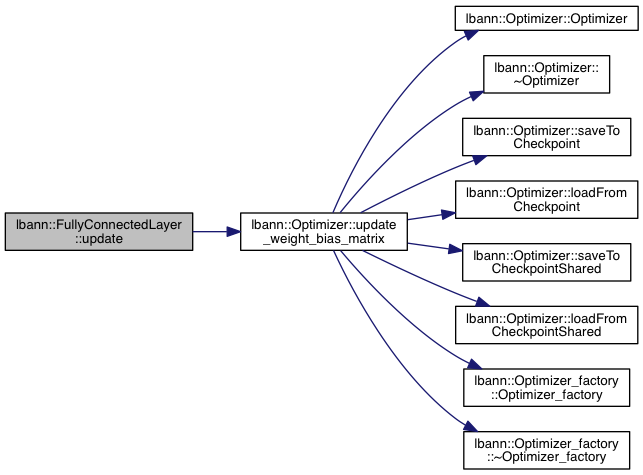 lbann::FullyConnectedLayer
::update
lbann::Optimizer::update
_weight_bias_matrix
lbann::Optimizer::Optimizer
lbann::Optimizer::
~Optimizer
lbann::Optimizer::saveTo
Checkpoint
lbann::Optimizer::loadFrom
Checkpoint
lbann::Optimizer::saveTo
CheckpointShared
lbann::Optimizer::loadFrom
CheckpointShared
lbann::Optimizer_factory
::Optimizer_factory
lbann::Optimizer_factory
::~Optimizer_factory